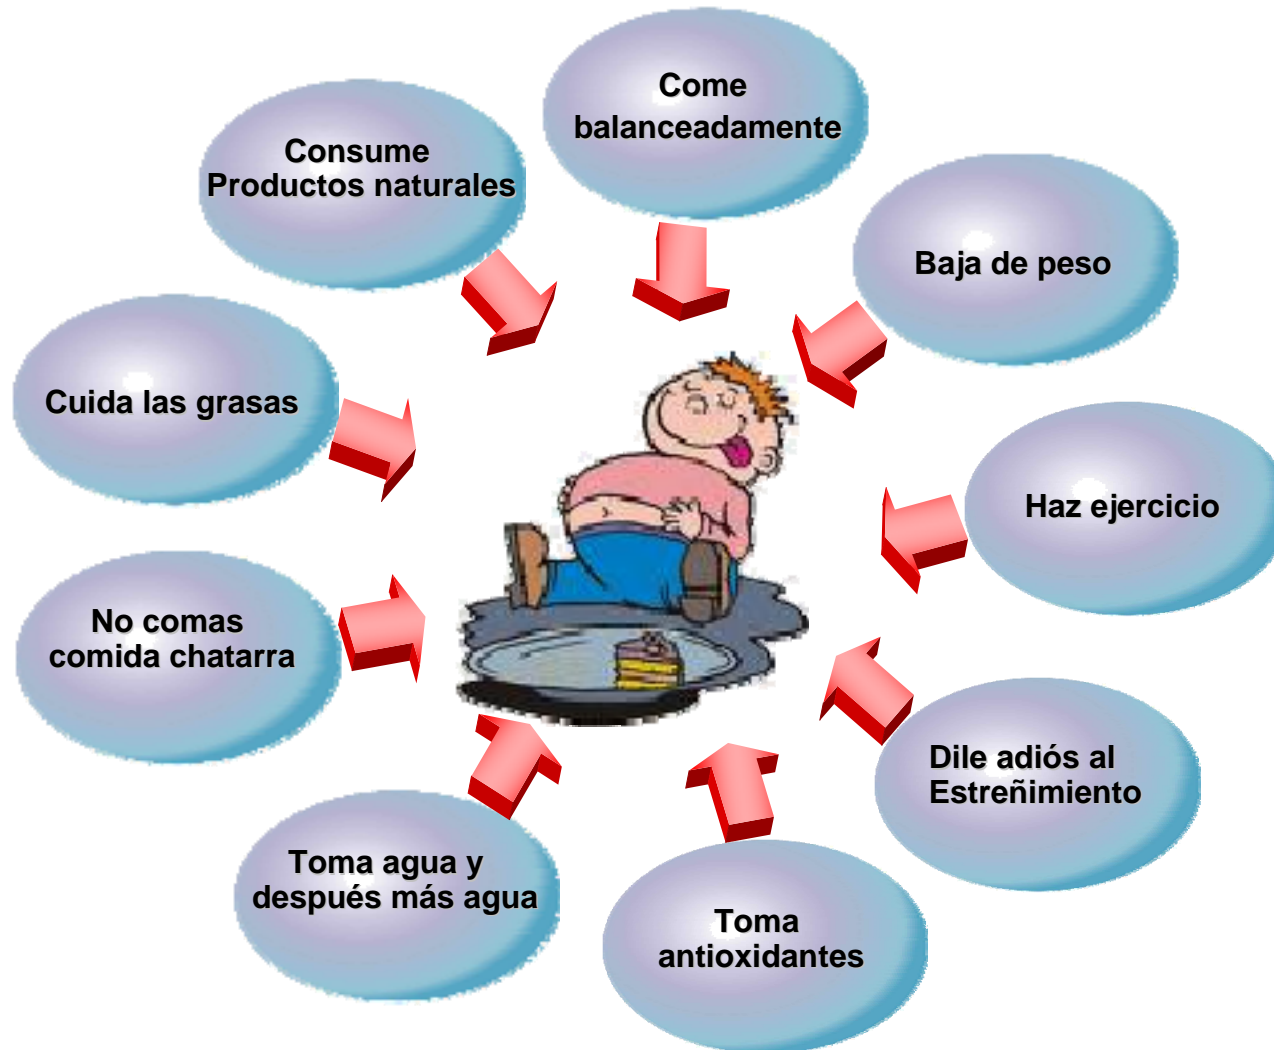 Come
balanceadamente
Consume
Productos naturales
Baja de peso
Cuida las grasas
Haz ejercicio
No comas
comida chatarra
Dile adiós al
Estreñimiento
Toma agua y
después más agua
Toma
antioxidantes